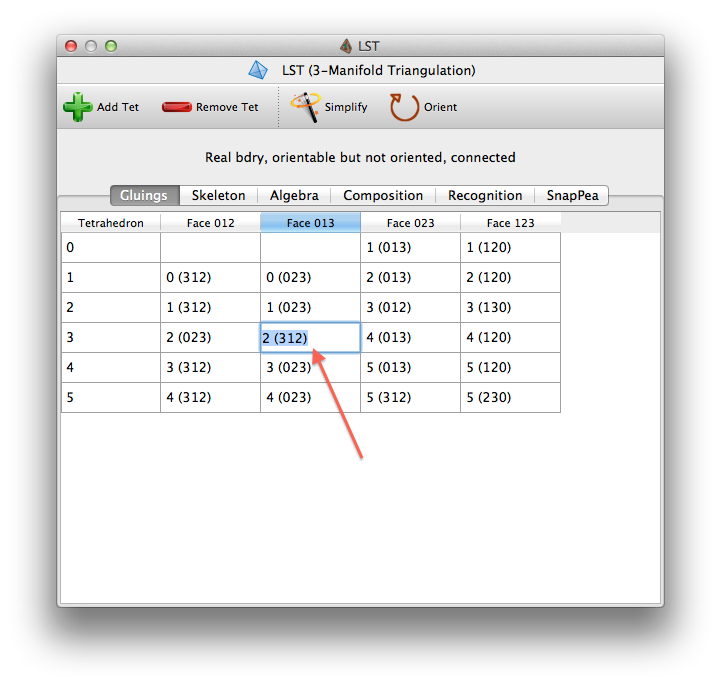 LST
LST (3-Manifold Triangulation)
Add Tet Remove Tet Simplify Orient
Real bdry, orientable but not oriented, connected
Gluings Skeleton Algebra Composition Recognition SnapPea
Tetrahedron Face 012 Face 013 Face 023 Face 123
0 1 (013) 1 (120)
1 0 (312) 0 (023) 2 (013) 2 (120)
2 1 (312) 1 (023) 3 (012) 3 (130)
3 2 (023) 2 (312) 4 (013) 4 (120)
4 3 (312) 3 (023) 5 (013) 5 (120)
5 4 (312) 4 (023) 5 (312) 5 (230)